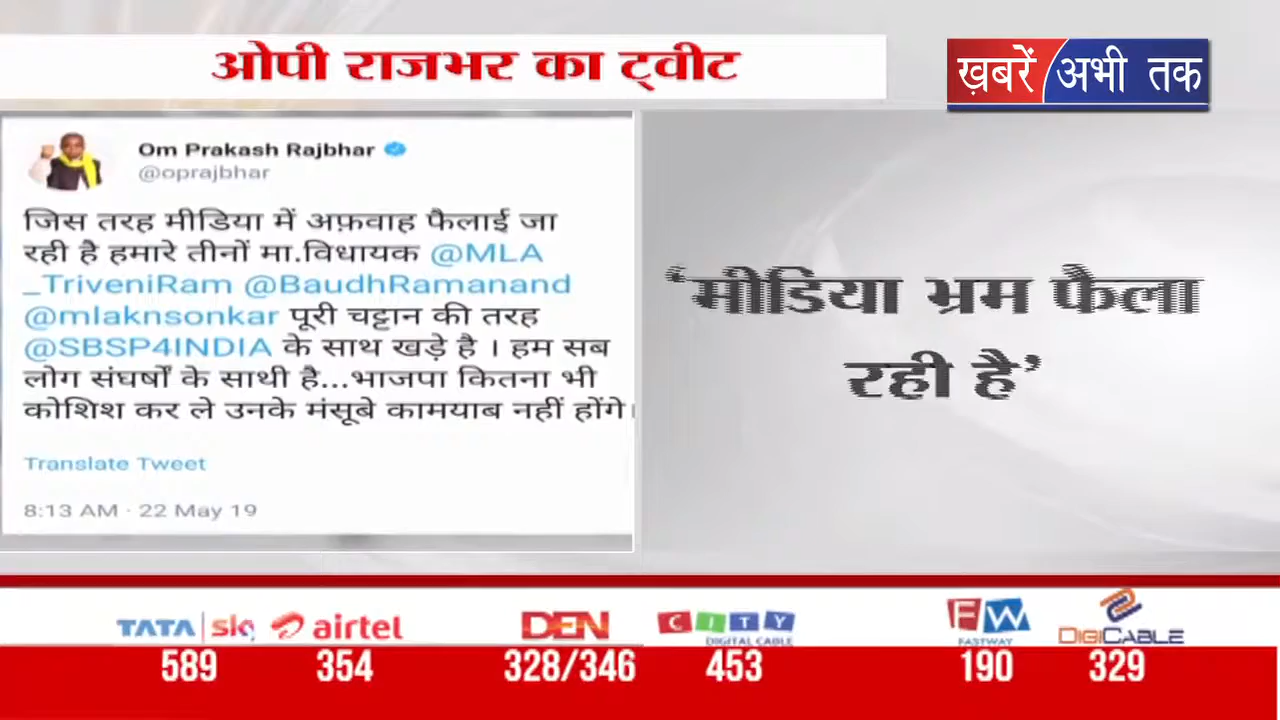 ओपी राजभर का ट्वीट
ख़बरें अभी तक
Om Prakash Rajbhar
@oprajbhar
जिस तरह मीडिया में अफ़वाह फैलाई जा
रही है हमारे तीनों मा.विधायक @MLA
_TriveniRam @BaudhRamanand
@mlaknsonkar पूरी चट्टान की तरह
@SBSP4INDIA के साथ खड़े है । हम सब
लोग संघर्षों के साथी है...भाजपा कितना भी
कोशिश कर ले उनके मंसूबे कामयाब नहीं होंगे।
Translate Tweet
8:13 AM · 22 May 19
‘मीडिया भ्रम फैला
रही है’
TATA sky airtel DEN CITY DIGITAL CABLE FW FASTWAY DIGICABLE
589 354 328/346 453 190 329